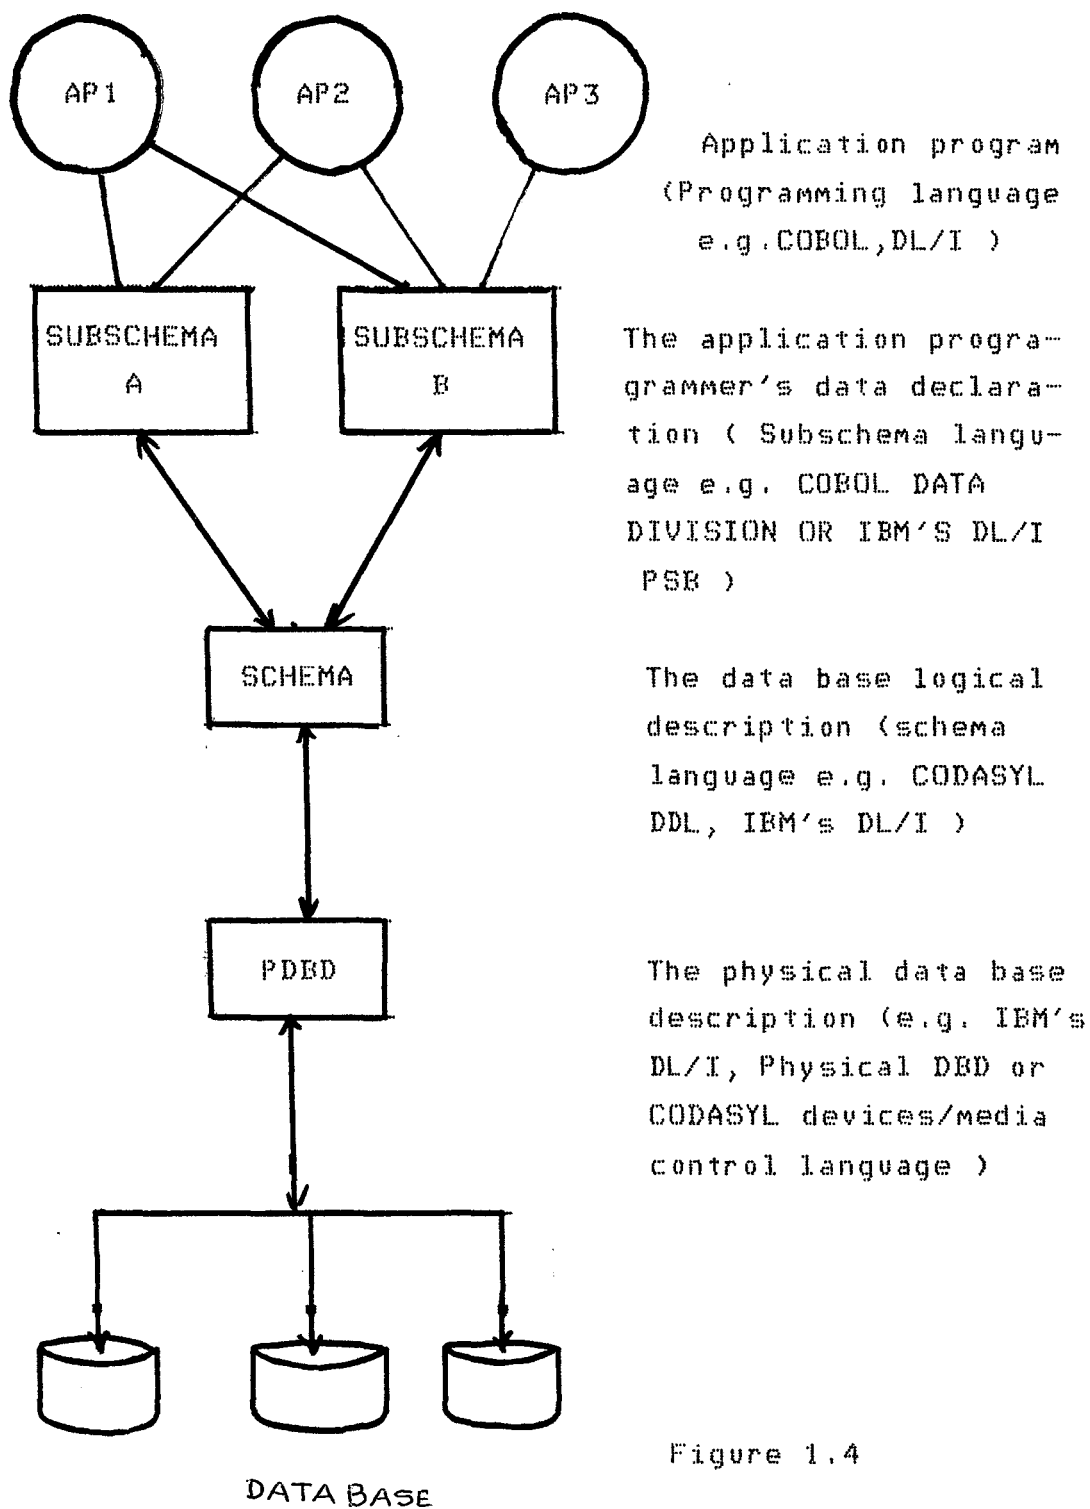 AP1
AP2
AP3
Application program
(Programming language
e.g.COBOL,DL/I )
SUBSCHEMA
A
SUBSCHEMA
B
The application progra-
grammer's data declara-
tion ( Subschema langu-
age e.g. COBOL DATA
DIVISION OR IBM'S DL/I
PSB )
SCHEMA
The data base logical
description (schema
language e.g. CODASYL
DDL, IBM's DL/I )
PDBD
The physical data base
description (e.g. IBM's
DL/I, Physical DBD or
CODASYL devices/media
control language )
Figure 1.4
DATA BASE